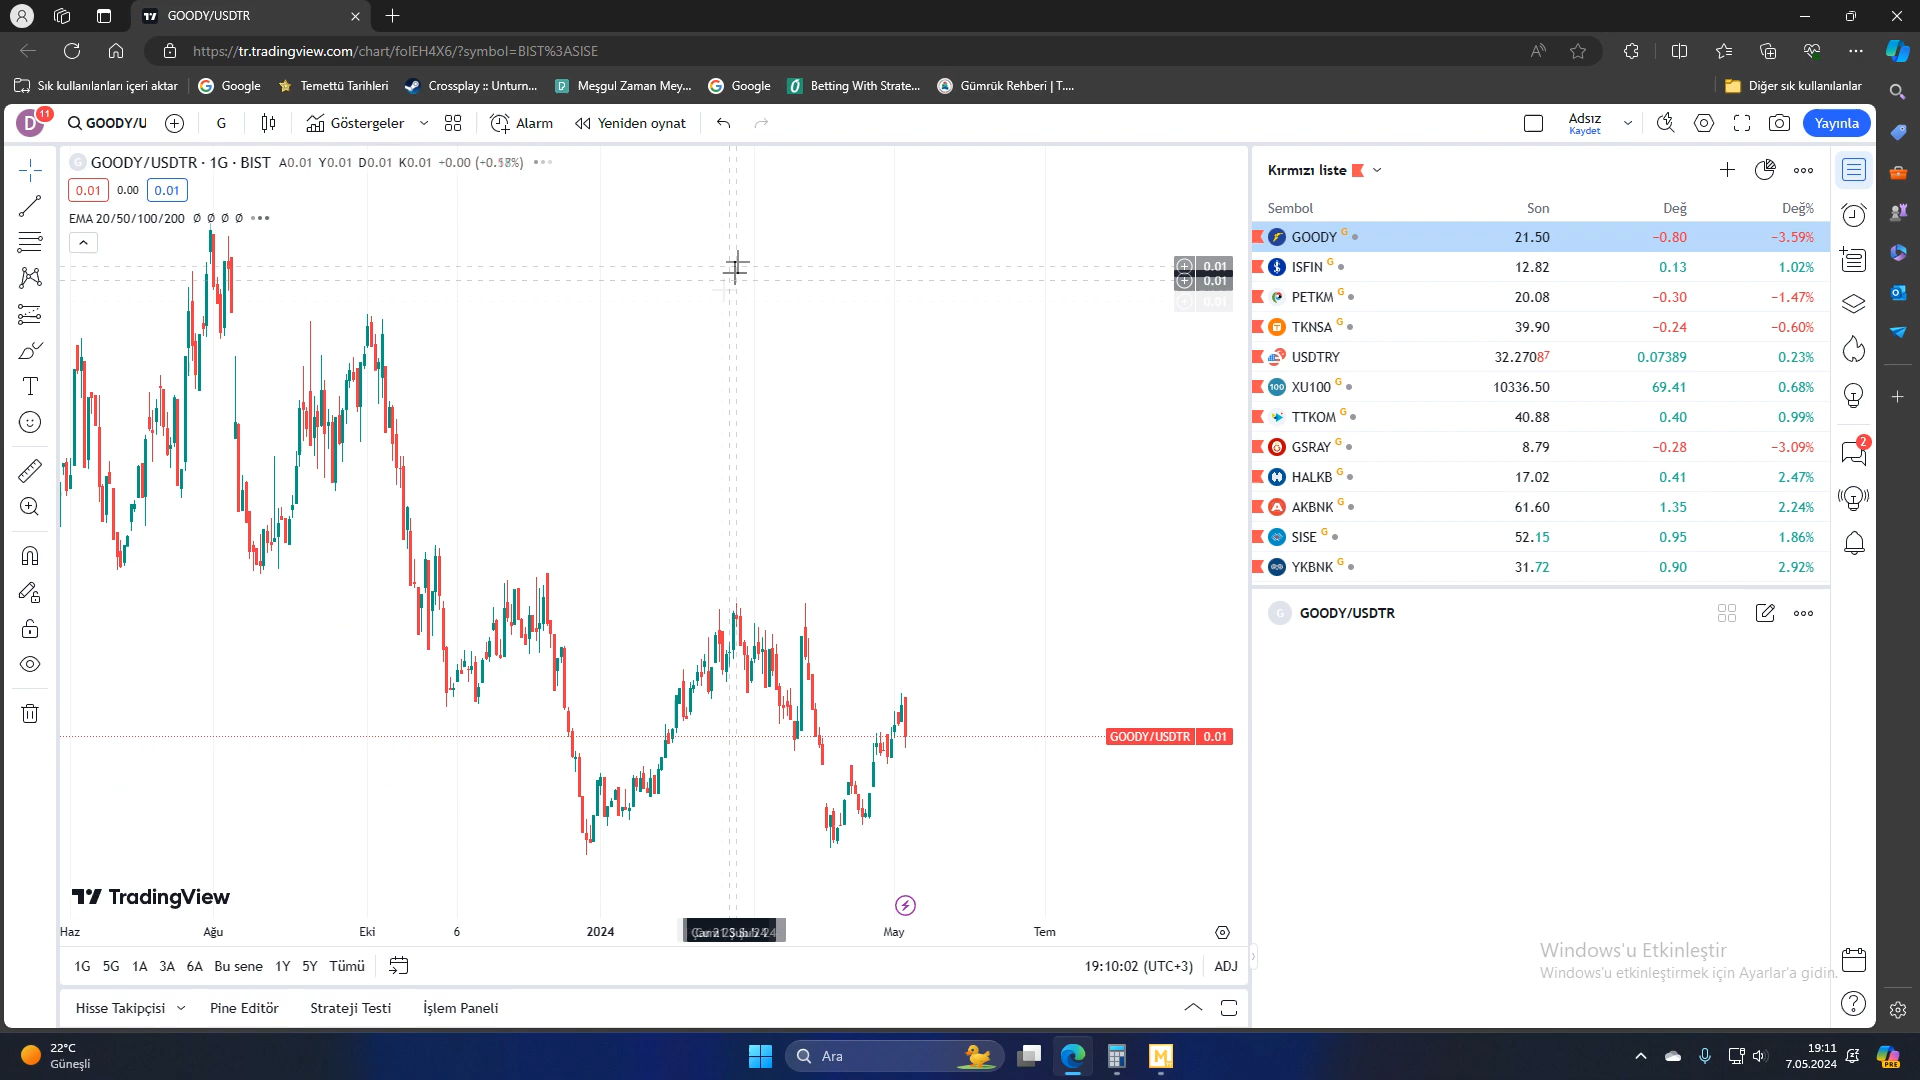 GOODY/USDTR
https://tr.tradingview.com/chart/folEH4X6/?symbol=BIST%3ASISE
Sık kullanılanları içeri aktar
Google
Temettü Tarihleri
Crossplay :: Unturn...
Meşgul Zaman Mey...
Google
Betting With Strate...
Gümrük Rehberi | T....
Diğer sık kullanılanlar
D 11
GOODY/U
G
Göstergeler
Alarm
Yeniden oynat
Adsız
Kaydet
Yayınla
GOODY/USDTR · 1G · BIST A0.01 Y0.01 D0.01 K0.01 +0.00
0.01 0.00 0.01
EMA 20/50/100/200 Ø Ø Ø Ø
0.01
0.01
0.01
GOODY/USDTR 0.01
TradingView
Haz Ağu Eki 6 2024 May Tem
1G 5G 1A 3A 6A Bu sene 1Y 5Y Tümü
19:10:02 (UTC+3) ADJ
Hisse Takipçisi Pine Editör Strateji Testi İşlem Paneli
Kırmızı liste
Sembol Son Değ Değ%
GOODY G 21.50 −0.80 −3.59%
ISFIN G 12.82 0.13 1.02%
PETKM G 20.08 −0.30 −1.47%
TKNSA G 39.90 −0.24 −0.60%
USDTRY 32.27087 0.07389 0.23%
100 XU100 G 10336.50 69.41 0.68%
TTKOM G 40.88 0.40 0.99%
GSRAY G 8.79 −0.28 −3.09%
HALKB G 17.02 0.41 2.47%
AKBNK G 61.60 1.35 2.24%
SISE G 52.15 0.95 1.86%
YKBNK G 31.72 0.90 2.92%
G GOODY/USDTR
2
Windows'u Etkinleştir
Windows'u etkinleştirmek için Ayarlar'a gidin.
22°C
Güneşli
Ara
19:11
7.05.2024
PRE